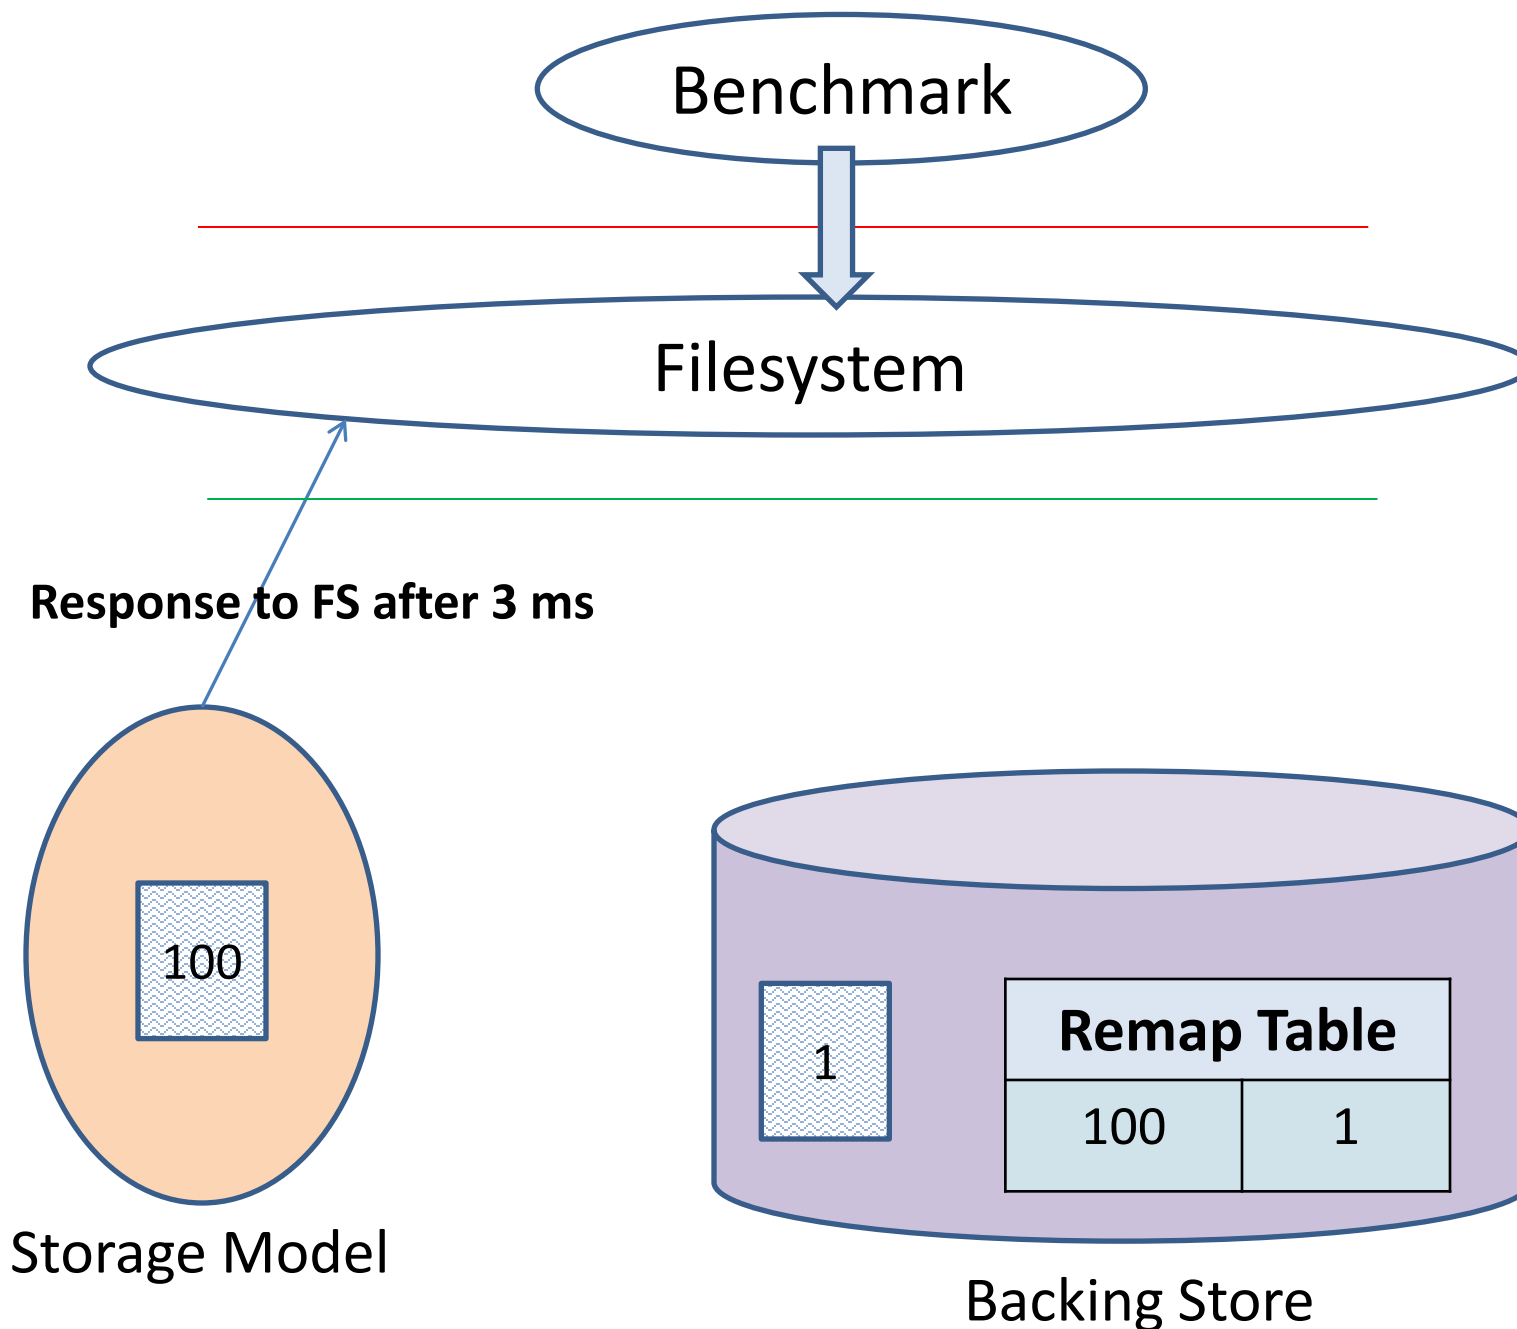 Benchmark
Filesystem
Response to FS after 3 ms
100
Storage Model
1
Remap Table
100 1
Backing Store